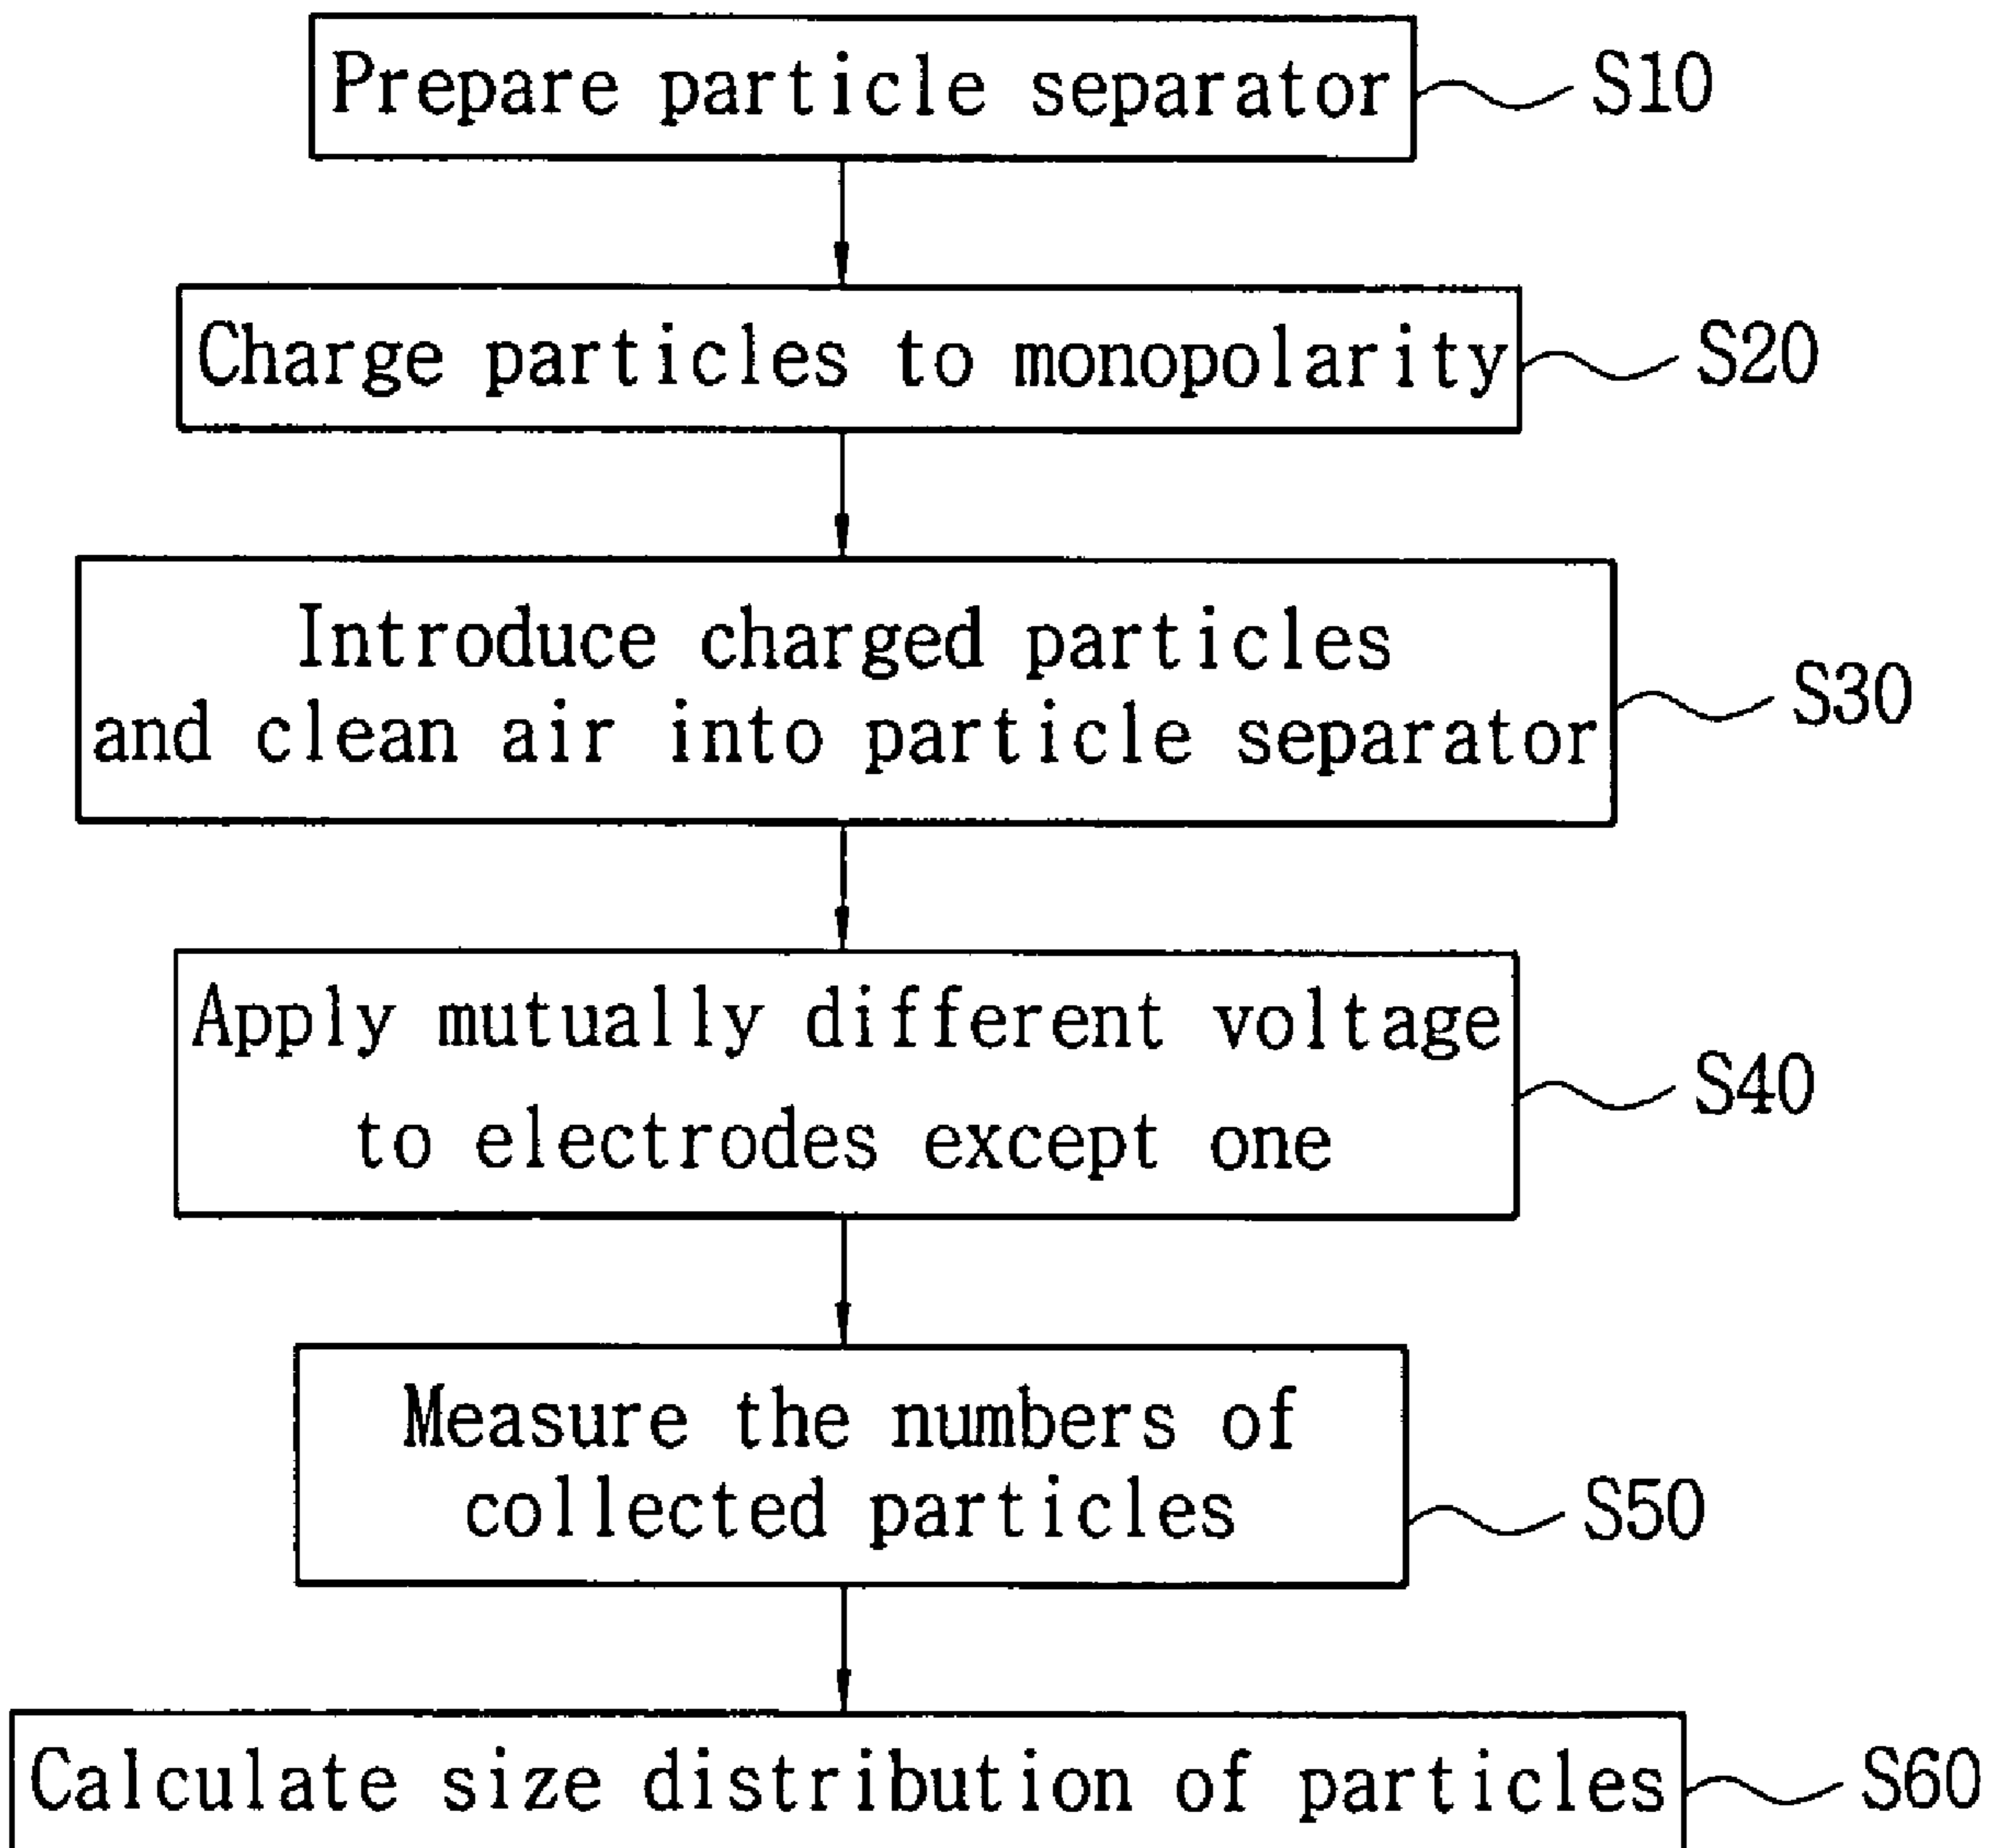 Prepare particle separator
S10
Charge particles to monopolarity
S20
Introduce charged particles
and clean air into particle separator
S30
Apply mutually different voltage
to electrodes except one
S40
Measure the numbers of
collected particles
S50
Calculate size distribution of particles
S60